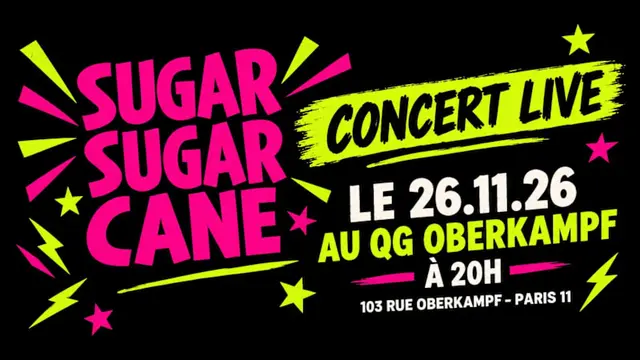 SUGAR
SUGAR
CANE
CONCERT LIVE
LE 26.11.26
AU QG OBERKAMPF
À 20H
103 RUE OBERKAMPF - PARIS 11